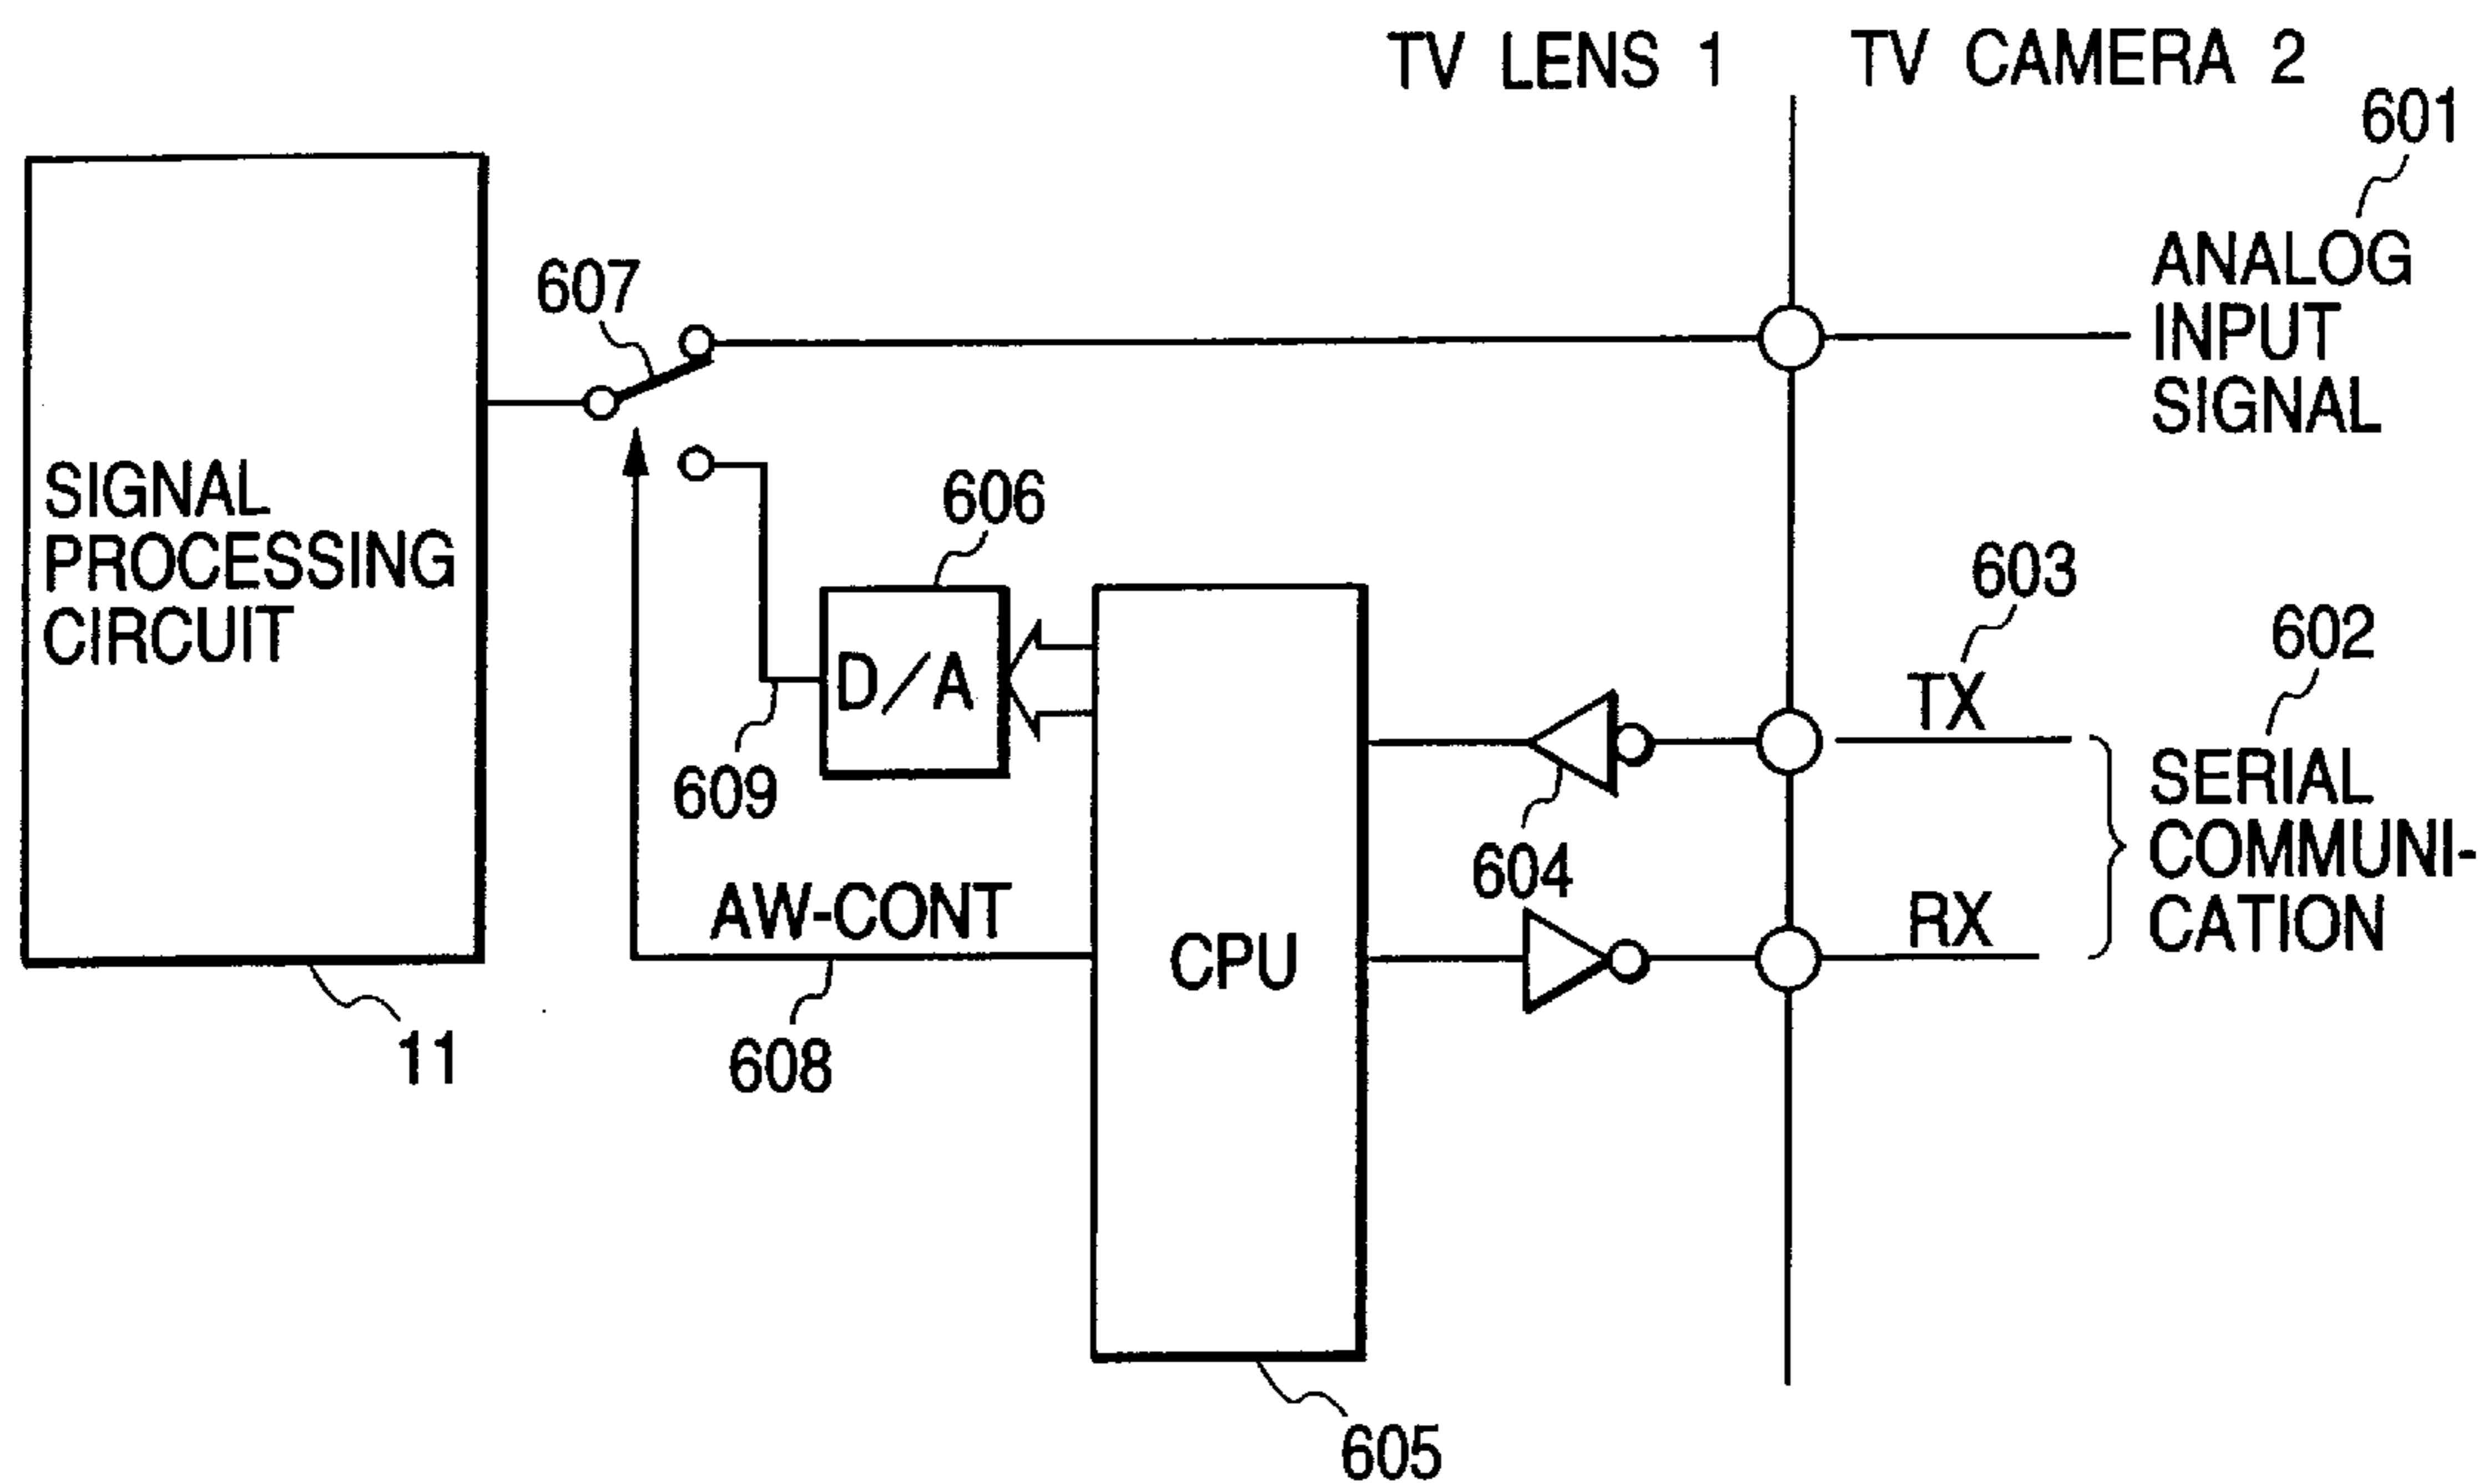 TV LENS 1
TV CAMERA 2
601
ANALOG
INPUT
SIGNAL
607
SIGNAL
PROCESSING
CIRCUIT
606
D/A
609
603
TX
602
SERIAL
COMMUNI-
CATION
604
RX
AW-CONT
CPU
608
11
605